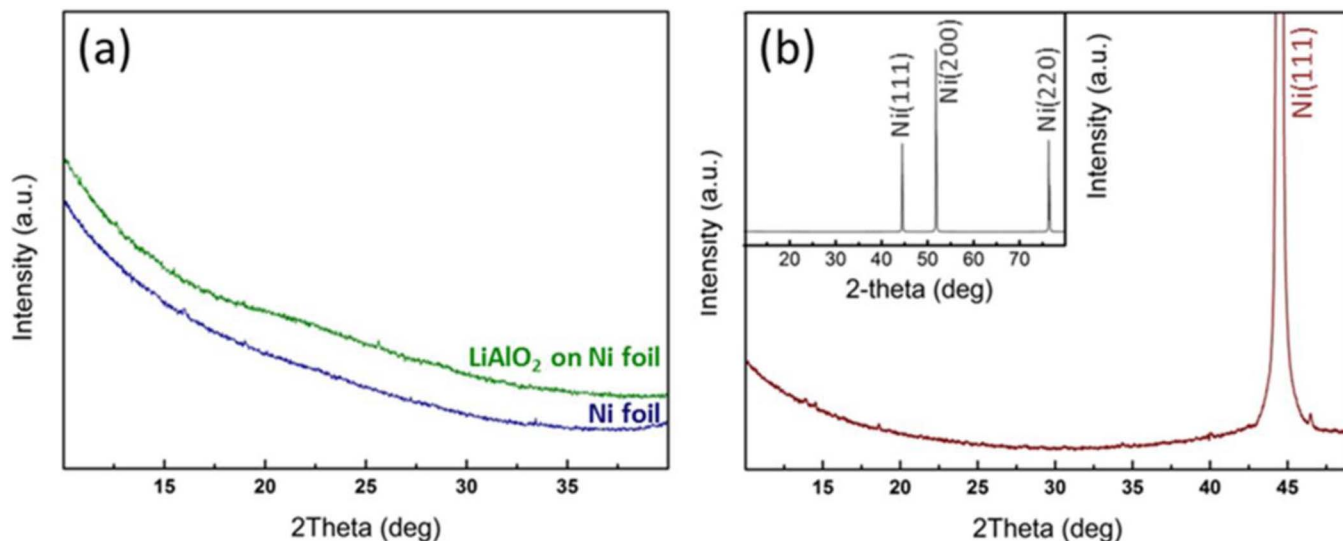 (a)
Intensity (a.u.)
LiAlO₂ on Ni foil
Ni foil
15 20 25 30 35
2Theta (deg)
(b)
Intensity (a.u.)
Ni(111)
Ni(200)
Ni(220)
20 30 40 50 60 70
2-theta (deg)
Intensity (a.u.)
Ni(111)
15 20 25 30 35 40 45
2Theta (deg)